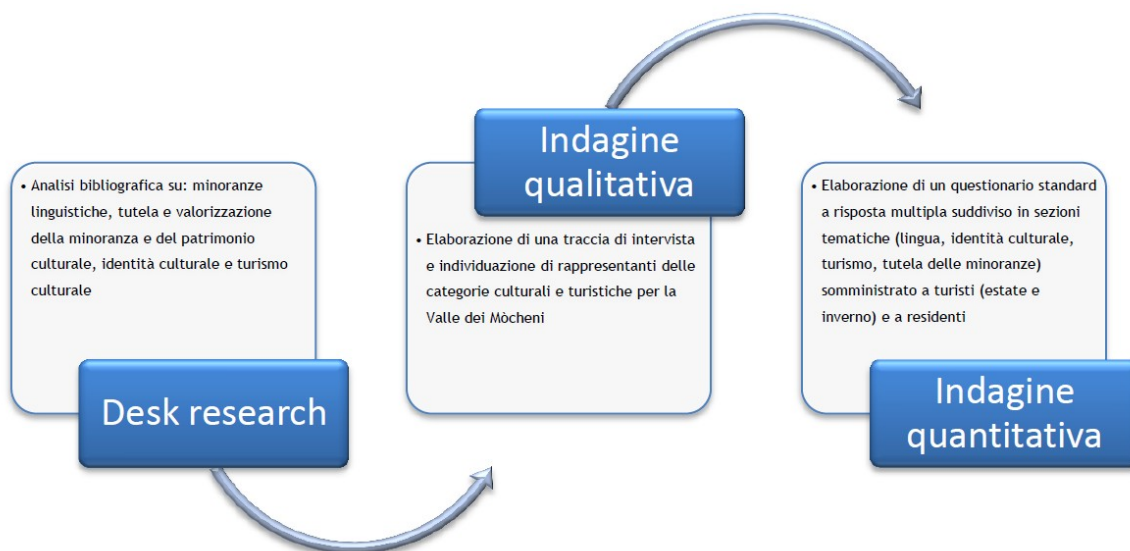 • Analisi bibliografica su: minoranze
linguistiche, tutela e valorizzazione
della minoranza e del patrimonio
culturale, identità culturale e turismo
culturale
Desk research
Indagine
qualitativa
• Elaborazione di una traccia di intervista
e individuazione di rappresentanti delle
categorie culturali e turistiche per la
Valle dei Mòcheni
• Elaborazione di un questionario standard
a risposta multipla suddiviso in sezioni
tematiche (lingua, identità culturale,
turismo, tutela delle minoranze)
somministrato a turisti (estate e
inverno) e a residenti
Indagine
quantitativa